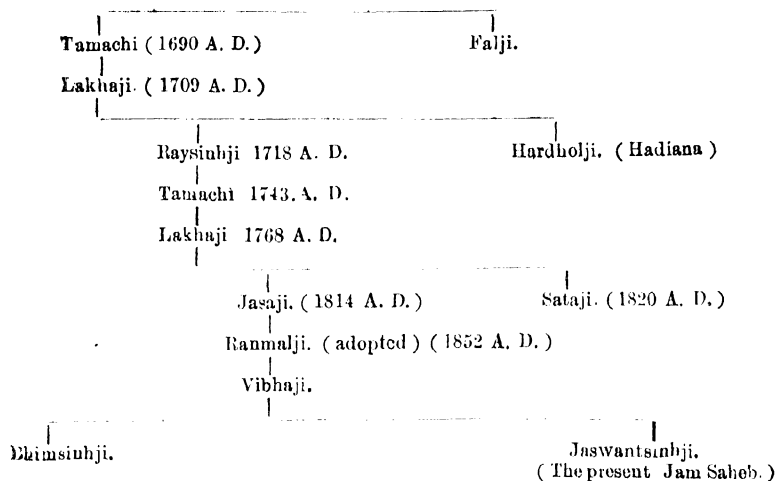 Tamachi (1690 A. D.) Falji.
Lakhaji. (1709 A. D.)
Raysinhji 1718 A. D. Hardholji. (Hadiana)
Tamachi 1743. A. D.
Lakhaji 1768 A. D.
Jasaji. (1814 A. D.) Sataji. (1820 A. D.)
Ranmalji. (adopted) (1852 A. D.)
Vibhaji.
Bhimsinhji. Jaswantsinhji.
(The present Jam Saheb.)